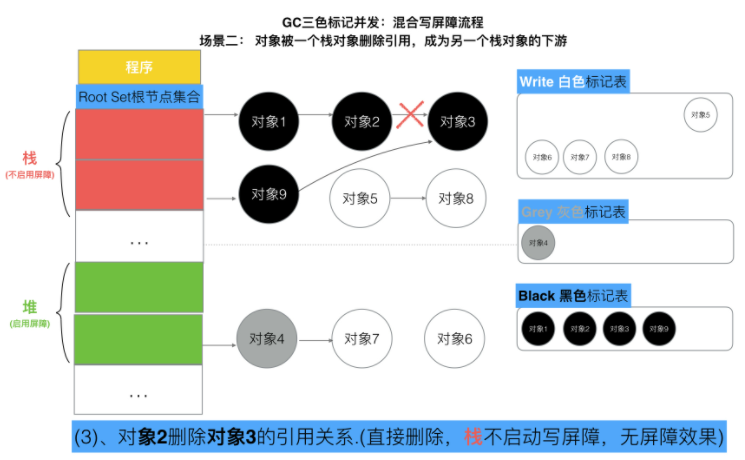 GC三色标记并发：混合写屏障流程
场景二： 对象被一个栈对象删除引用，成为另一个栈对象的下游
程序
Root Set根节点集合
栈
(不启用屏障)
...
堆
(启用屏障)
...
对象1
对象2
对象3
对象9
对象5
对象8
对象4
对象7
对象6
Write 白色标记表
对象5
对象6
对象7
对象8
Grey 灰色标记表
对象4
Black 黑色标记表
对象1
对象2
对象3
对象9
(3)、对象2删除对象3的引用关系.(直接删除，栈不启动写屏障，无屏障效果)